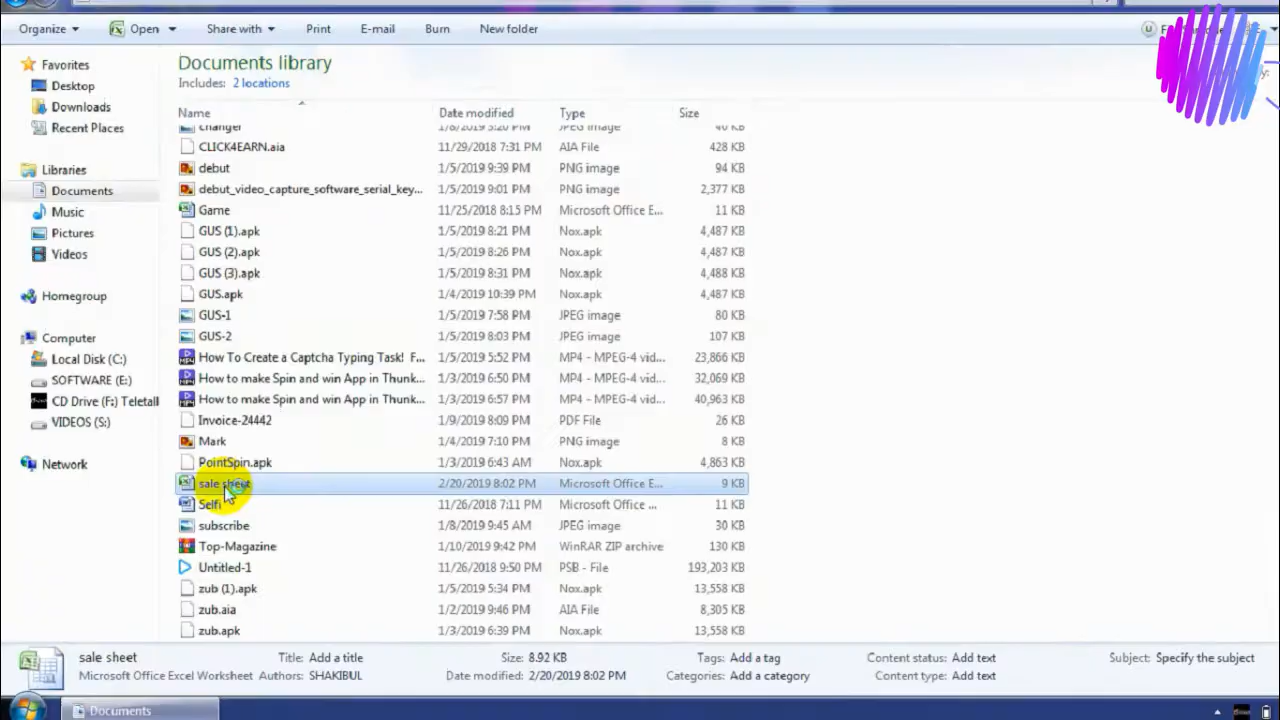 Organize Open Share with Print E-mail Burn New folder
Documents library
Includes: 2 locations
Name Date modified Type Size
changer 1/8/2019 5:20 PM JPEG image 40 KB
CLICK4EARN.aia 11/29/2018 7:31 PM AIA File 428 KB
debut 1/5/2019 9:39 PM PNG image 94 KB
debut_video_capture_software_serial_key... 1/5/2019 9:01 PM PNG image 2,377 KB
Game 11/25/2018 8:15 PM Microsoft Office E... 11 KB
GUS (1).apk 1/5/2019 8:21 PM Nox.apk 4,487 KB
GUS (2).apk 1/5/2019 8:26 PM Nox.apk 4,487 KB
GUS (3).apk 1/5/2019 8:31 PM Nox.apk 4,488 KB
GUS.apk 1/4/2019 10:39 PM Nox.apk 4,487 KB
GUS-1 1/5/2019 7:58 PM JPEG image 80 KB
GUS-2 1/5/2019 8:03 PM JPEG image 107 KB
How To Create a Captcha Typing Task! F... 1/5/2019 5:52 PM MP4 - MPEG-4 vid... 23,866 KB
How to make Spin and win App in Thunk... 1/3/2019 6:50 PM MP4 - MPEG-4 vid... 32,069 KB
How to make Spin and win App in Thunk... 1/3/2019 6:57 PM MP4 - MPEG-4 vid... 40,963 KB
Invoice-24442 1/9/2019 8:09 PM PDF File 26 KB
Mark 1/4/2019 7:10 PM PNG image 8 KB
PointSpin.apk 1/3/2019 6:43 AM Nox.apk 4,863 KB
sale sheet 2/20/2019 8:02 PM Microsoft Office E... 9 KB
Selfi 11/26/2018 7:11 PM Microsoft Office ... 11 KB
subscribe 1/8/2019 9:45 AM JPEG image 30 KB
Top-Magazine 1/10/2019 9:42 PM WinRAR ZIP archive 130 KB
Untitled-1 11/26/2018 9:50 PM PSB - File 193,203 KB
zub (1).apk 1/5/2019 5:34 PM Nox.apk 13,558 KB
zub.aia 1/2/2019 9:46 PM AIA File 8,305 KB
zub.apk 1/3/2019 6:39 PM Nox.apk 13,558 KB
Favorites
Desktop
Downloads
Recent Places
Libraries
Documents
Music
Pictures
Videos
Homegroup
Computer
Local Disk (C:)
SOFTWARE (E:)
CD Drive (F:) Teletall
VIDEOS (S:)
Network
sale sheet Title: Add a title Size: 8.92 KB Tags: Add a tag Content status: Add text Subject: Specify the subject
Microsoft Office Excel Worksheet Authors: SHAKIBUL Date modified: 2/20/2019 8:02 PM Categories: Add a category Content type: Add text
Documents